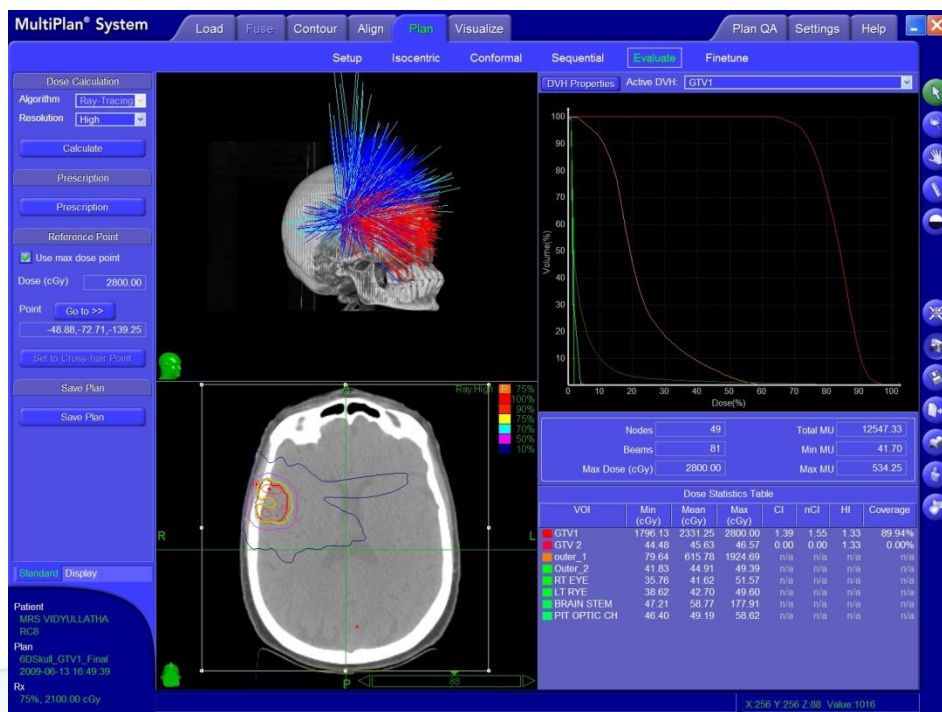 MultiPlan® System
Load Fuse Contour Align Plan Visualize Plan QA Settings Help
Setup Isocentric Conformal Sequential Evaluate Finetune
Dose Calculation
Algorithm Ray-Tracing
Resolution High
Calculate
Prescription
Prescription
Reference Point
Use max dose point
Dose (cGy) 2800.00
Point Go to >>
-48.88,-72.71,-139.25
Set to Cross-hair Point
Save Plan
Save Plan
Standard Display
Patient
MRS VIDYULLATHA
RC8
Plan
6DSkull_GTV1_Final
2009-06-13 16:49:39
Rx
75%, 2100.00 cGy
A
Ray High P 75%
100%
90%
75%
70%
50%
10%
R
L
P
88
DVH Properties Active DVH: GTV1
Volume(%)
100
90
80
70
60
50
40
30
20
10
0 10 20 30 40 50 60 70 80 90 100
Dose(%)
Nodes 49 Total MU 12547.33
Beams 81 Min MU 41.70
Max Dose (cGy) 2800.00 Max MU 534.25
Dose Statistics Table
VOI Min (cGy) Mean (cGy) Max (cGy) CI nCI HI Coverage
GTV1 1796.13 2331.25 2800.00 1.39 1.55 1.33 89.94%
GTV 2 44.48 45.63 46.57 0.00 0.00 1.33 0.00%
outer_1 79.64 615.78 1924.69 n/a n/a n/a n/a
Outer_2 41.83 44.91 49.39 n/a n/a n/a n/a
RT EYE 35.76 41.62 51.57 n/a n/a n/a n/a
LT RYE 38.62 42.70 49.60 n/a n/a n/a n/a
BRAIN STEM 47.21 58.77 177.91 n/a n/a n/a n/a
PIT OPTIC CH 46.40 49.19 58.62 n/a n/a n/a n/a
X:256 Y:256 Z:88 Value:1016